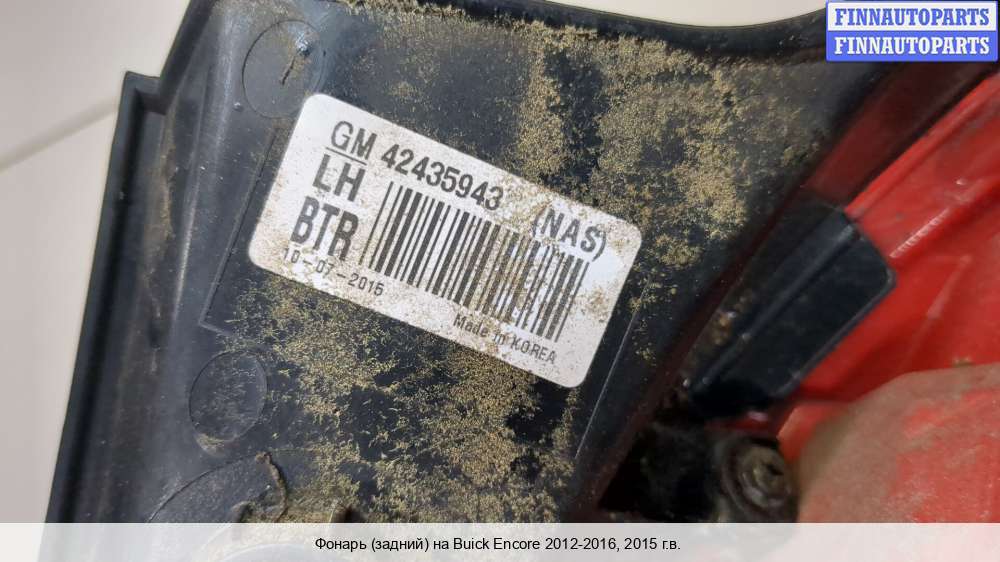 FINNAUTOPARTS
FINNAUTOPARTS
GM 42435943 (NAS)
LH
BTR
10-07-2015
Made in KOREA
Фонарь (задний) на Buick Encore 2012-2016, 2015 г.в.